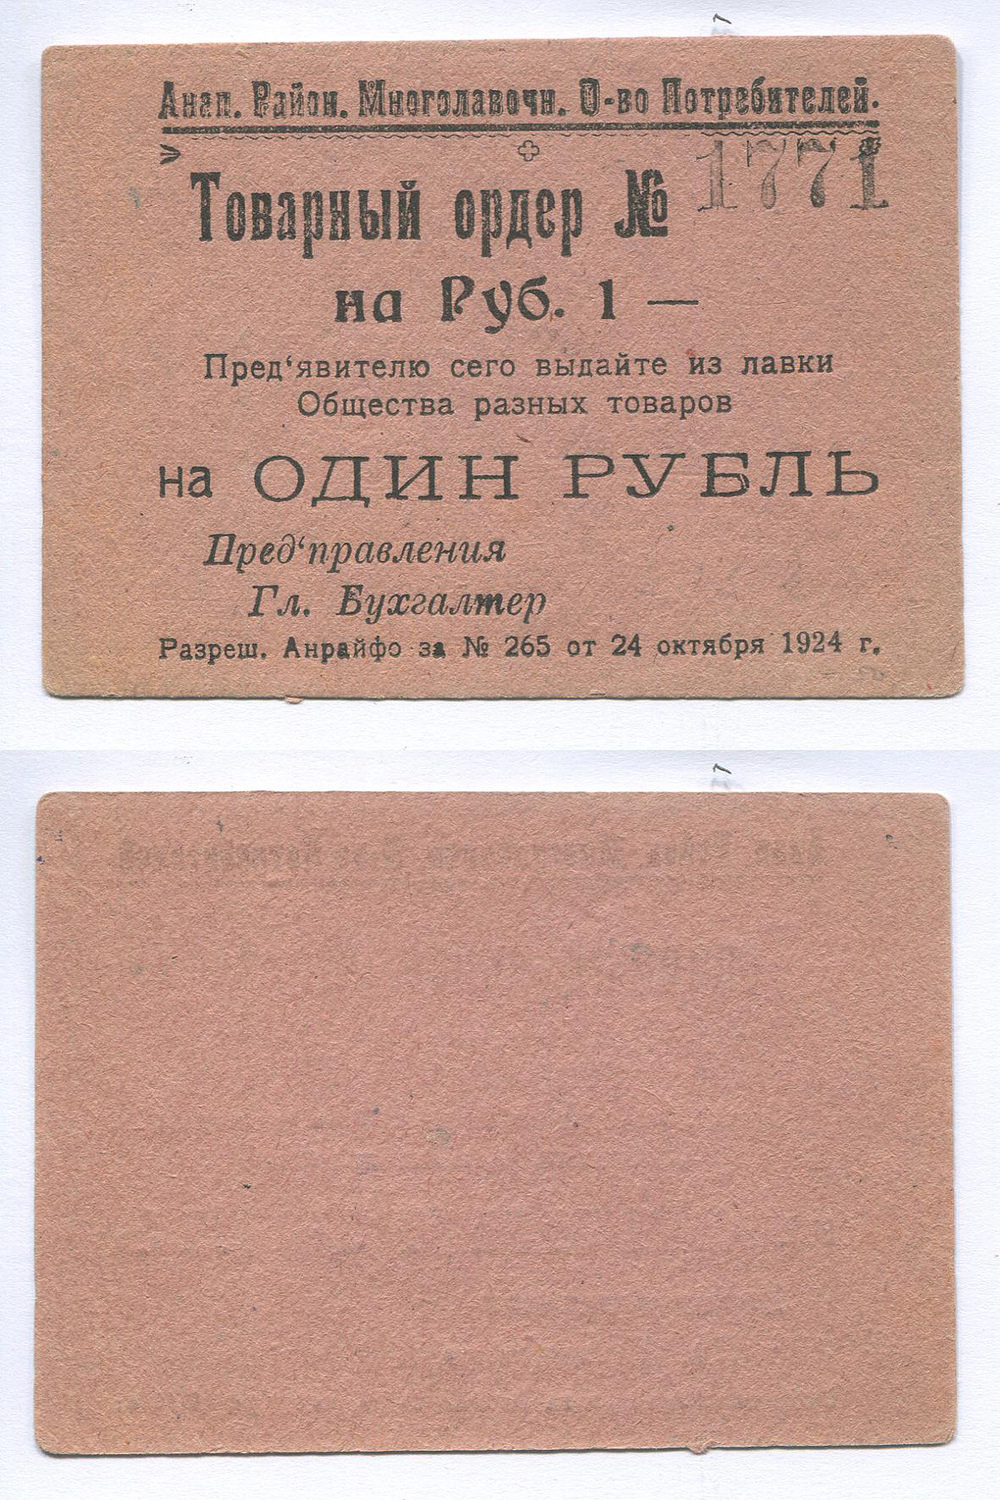 Анап. Район. Многолавочн. О-во Потребителей.
Товарный ордер № 1771
на Руб. 1 —
Пред‘явителю сего выдайте из лавки
Общества разных товаров
на ОДИН РУБЛЬ
Пред‘правления
Гл. Бухгалтер
Разреш. Анрайфо за № 265 от 24 октября 1924 г.